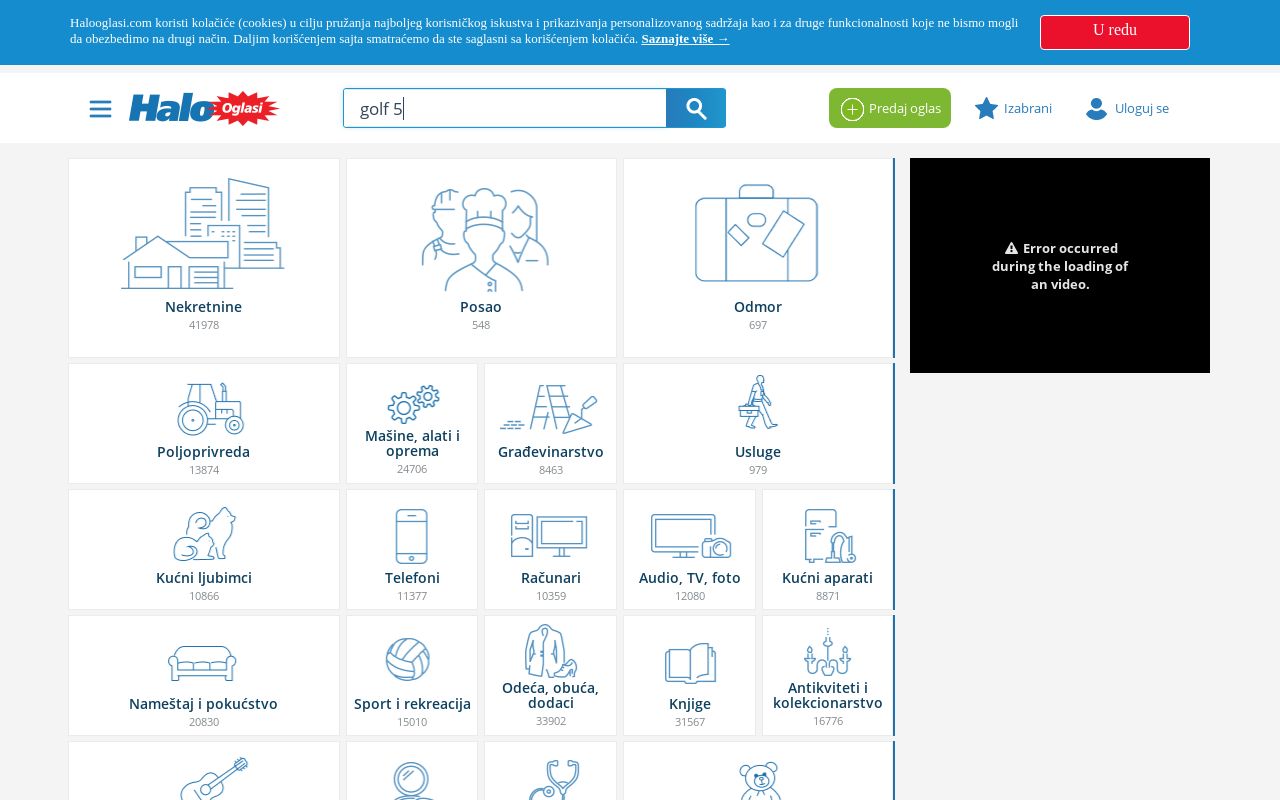 Halooglasi.com koristi kolačiće (cookies) u cilju pružanja najboljeg korisničkog iskustva i prikazivanja personalizovanog sadržaja kao i za druge funkcionalnosti koje ne bismo mogli
da obezbedimo na drugi način. Daljim korišćenjem sajta smatraćemo da ste saglasni sa korišćenjem kolačića. Saznajte više →
U redu
Halo Oglasi
golf 5
Predaj oglas
Izabrani
Uloguj se
Nekretnine
41978
Posao
548
Odmor
697
Error occurred
during the loading of
an video.
Poljoprivreda
13874
Mašine, alati i
oprema
24706
Građevinarstvo
8463
Usluge
979
Kućni ljubimci
10866
Telefoni
11377
Računari
10359
Audio, TV, foto
12080
Kućni aparati
8871
Nameštaj i pokućstvo
20830
Sport i rekreacija
15010
Odeća, obuća,
dodaci
33902
Knjige
31567
Antikviteti i
kolekcionarstvo
16776